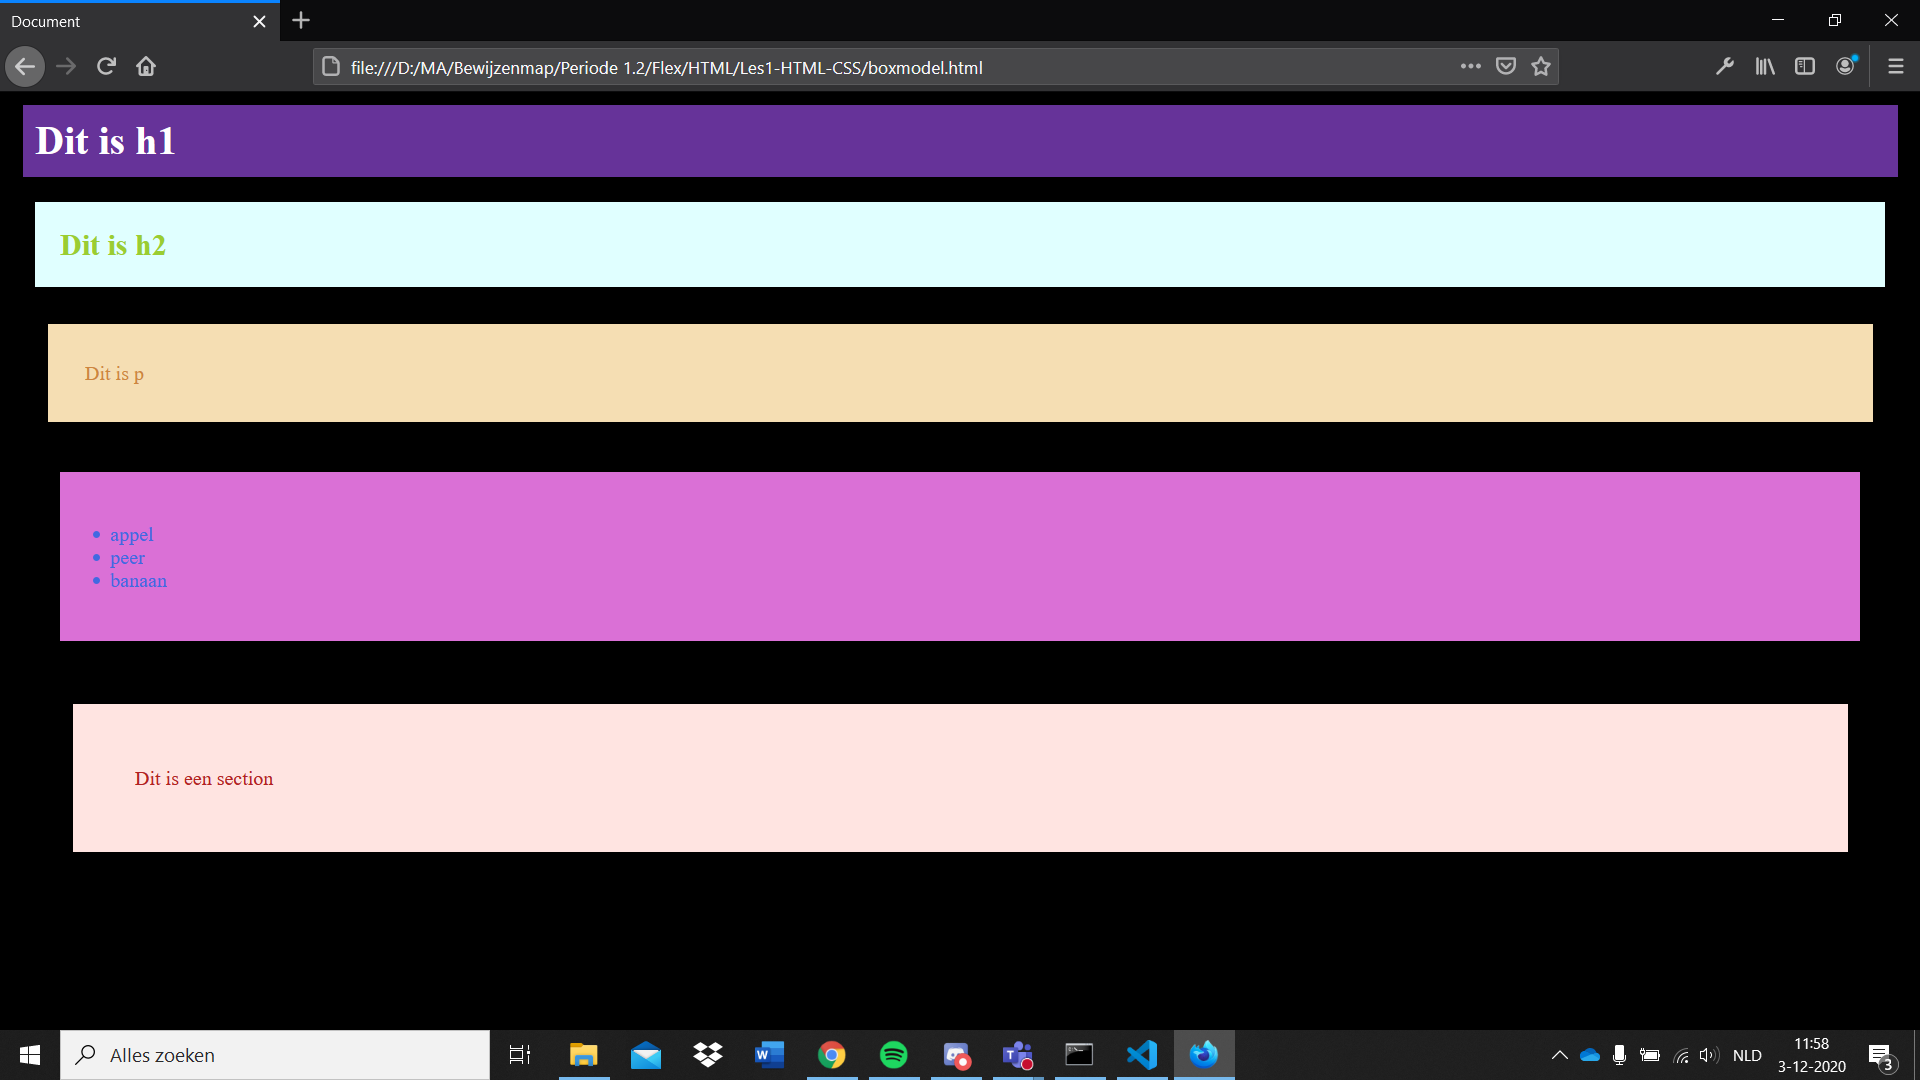 Document
file:///D:/MA/Bewijzenmap/Periode 1.2/Flex/HTML/Les1-HTML-CSS/boxmodel.html
Dit is h1
Dit is h2
Dit is p
appel
peer
banaan
Dit is een section
Alles zoeken
NLD
11:58
3-12-2020
3